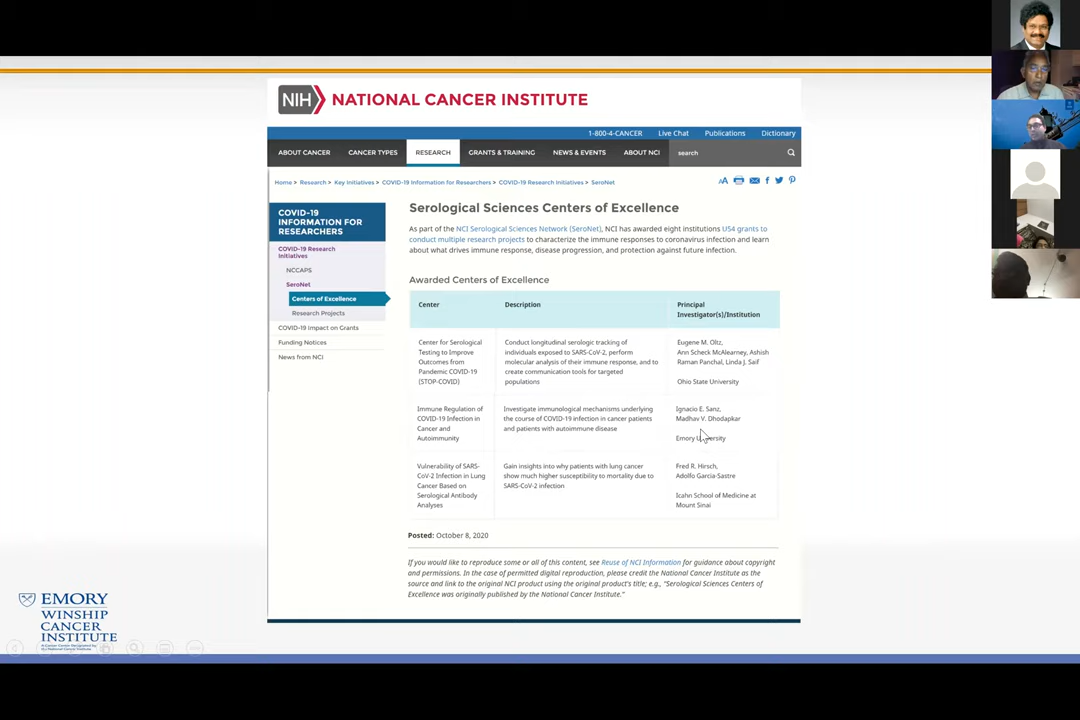 NIH NATIONAL CANCER INSTITUTE
1-800-4-CANCER Live Chat Publications Dictionary
ABOUT CANCER CANCER TYPES RESEARCH GRANTS & TRAINING NEWS & EVENTS ABOUT NCI search
Home > Research > Key Initiatives > COVID-19 Information for Researchers > COVID-19 Research Initiatives > SeroNet
COVID-19
INFORMATION FOR
RESEARCHERS
COVID-19 Research
Initiatives
NCCAPS
SeroNet
Centers of Excellence
Research Projects
COVID-19 Impact on Grants
Funding Notices
News from NCI
Serological Sciences Centers of Excellence
As part of the NCI Serological Sciences Network (SeroNet), NCI has awarded eight institutions U54 grants to
conduct multiple research projects to characterize the immune responses to coronavirus infection and learn
about what drives immune response, disease progression, and protection against future infection.
Awarded Centers of Excellence
Center
Description
Principal
Investigator(s)/Institution
Center for Serological
Testing to Improve
Outcomes from
Pandemic COVID-19
(STOP-COVID)
Conduct longitudinal serologic tracking of
individuals exposed to SARS-CoV-2, perform
molecular analysis of their immune response, and to
create communication tools for targeted
populations
Eugene M. Oltz,
Ann Scheck McAlearney, Ashish
Raman Panchal, Linda J. Saif
Ohio State University
Immune Regulation of
COVID-19 Infection in
Cancer and
Autoimmunity
Investigate immunological mechanisms underlying
the course of COVID-19 infection in cancer patients
and patients with autoimmune disease
Ignacio E. Sanz,
Madhav V. Dhodapkar
Emory University
Vulnerability of SARS-
CoV-2 Infection in Lung
Cancer Based on
Serological Antibody
Analyses
Gain insights into why patients with lung cancer
show much higher susceptibility to mortality due to
SARS-CoV-2 infection
Fred R. Hirsch,
Adolfo Garcia-Sastre
Icahn School of Medicine at
Mount Sinai
Posted: October 8, 2020
If you would like to reproduce some or all of this content, see Reuse of NCI Information for guidance about copyright
and permissions. In the case of permitted digital reproduction, please credit the National Cancer Institute as the
source and link to the original NCI product using the original product's title; e.g., "Serological Sciences Centers of
Excellence was originally published by the National Cancer Institute."
EMORY
WINSHIP
CANCER
INSTITUTE